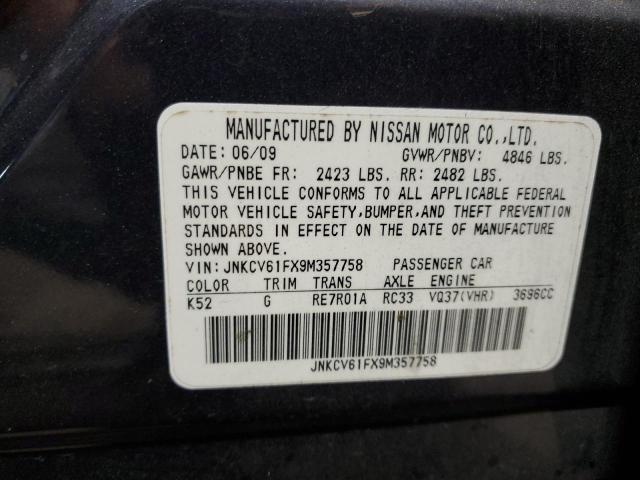 MANUFACTURED BY NISSAN MOTOR CO.,LTD.
DATE: 06/09 GVWR/PNBV: 4846 LBS.
GAWR/PNBE FR: 2423 LBS. RR: 2482 LBS.
THIS VEHICLE CONFORMS TO ALL APPLICABLE FEDERAL
MOTOR VEHICLE SAFETY,BUMPER,AND THEFT PREVENTION
STANDARDS IN EFFECT ON THE DATE OF MANUFACTURE
SHOWN ABOVE.
VIN: JNKCV61FX9M357758 PASSENGER CAR
COLOR TRIM TRANS AXLE ENGINE
K52 G RE7R01A RC33 VQ37(VHR) 3696CC
JNKCV61FX9M357758